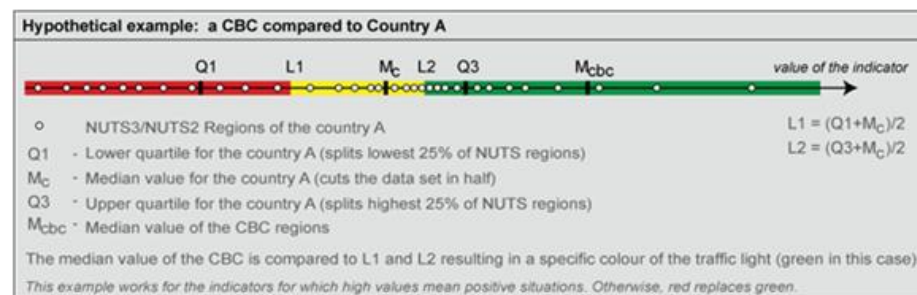 Hypothetical example: a CBC compared to Country A
Q1 L1 Mc L2 Q3 Mcbc value of the indicator
NUTS3/NUTS2 Regions of the country A
L1 = (Q1+Mc)/2
Q1 - Lower quartile for the country A (splits lowest 25% of NUTS regions)
L2 = (Q3+Mc)/2
Mc - Median value for the country A (cuts the data set in half)
Q3 - Upper quartile for the country A (splits highest 25% of NUTS regions)
Mcbc - Median value of the CBC regions
The median value of the CBC is compared to L1 and L2 resulting in a specific colour of the traffic light (green in this case)
This example works for the indicators for which high values mean positive situations. Otherwise, red replaces green.